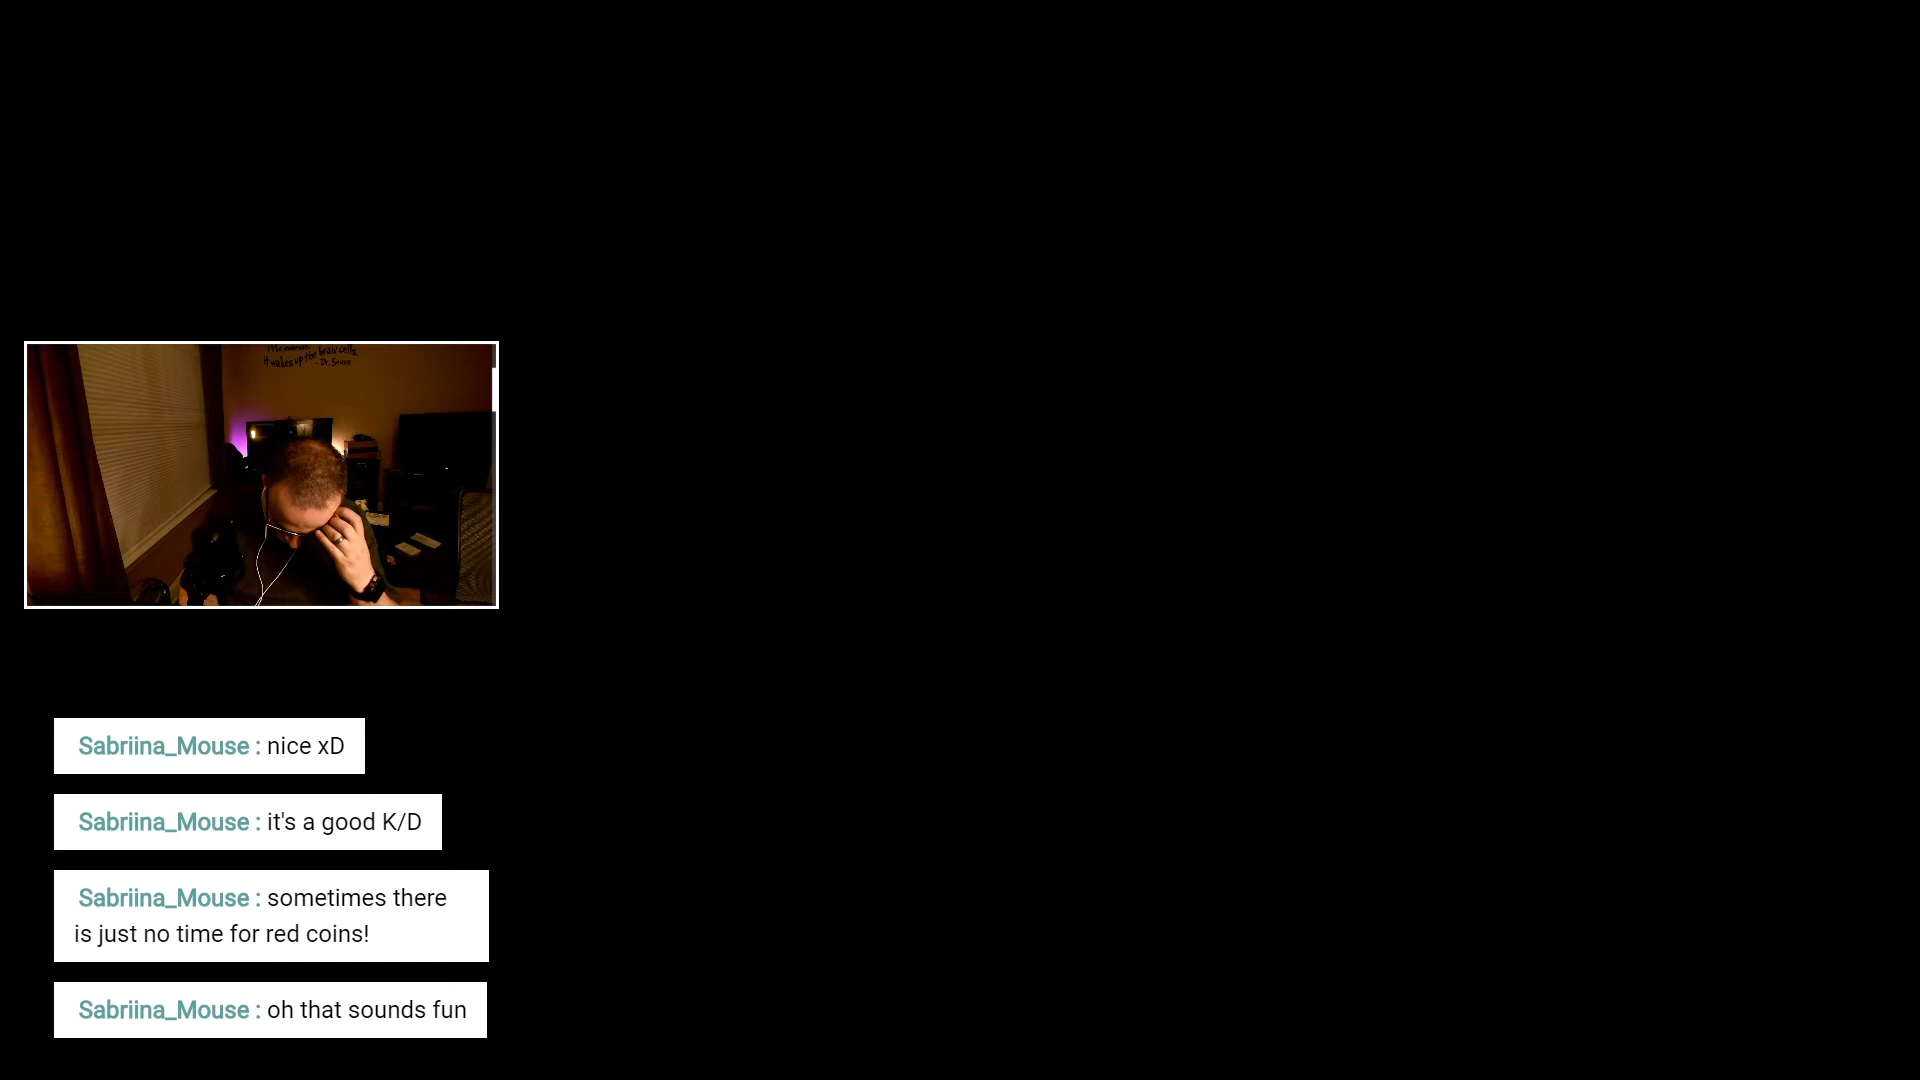 it wakes up the brain cells.
- Dr. Seuss
Sabriina_Mouse : nice xD
Sabriina_Mouse : it's a good K/D
Sabriina_Mouse : sometimes there
is just no time for red coins!
Sabriina_Mouse : oh that sounds fun